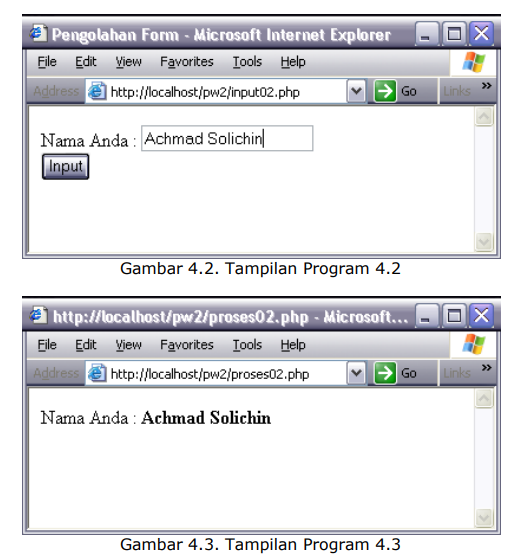 Pengolahan Form - Microsoft Internet Explorer
File Edit View Favorites Tools Help
Address http://localhost/pw2/input02.php Go Links »
Nama Anda : Achmad Solichin
Input
Gambar 4.2. Tampilan Program 4.2
http://localhost/pw2/proses02.php - Microsoft...
File Edit View Favorites Tools Help
Address http://localhost/pw2/proses02.php Go Links »
Nama Anda : Achmad Solichin
Gambar 4.3. Tampilan Program 4.3